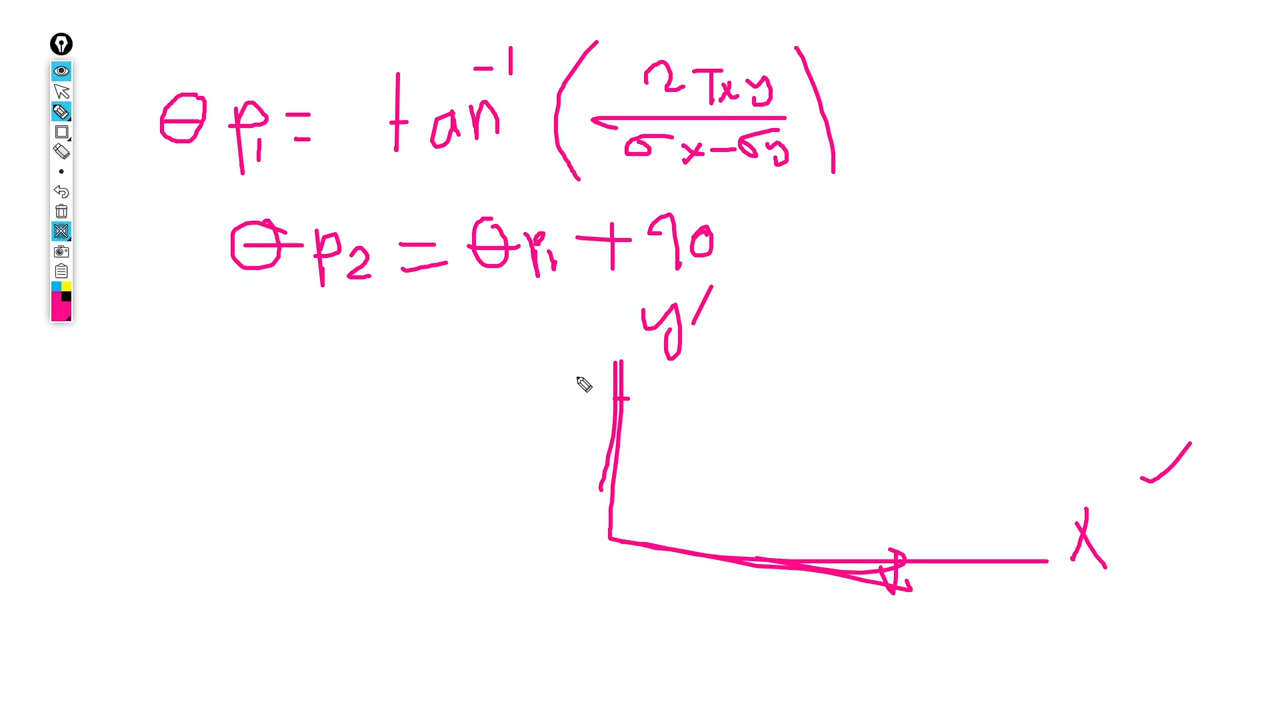 θp₁ = tan⁻¹ (2τxy / σx − σy)
θp₂ = θp₁ + 90
y'
x